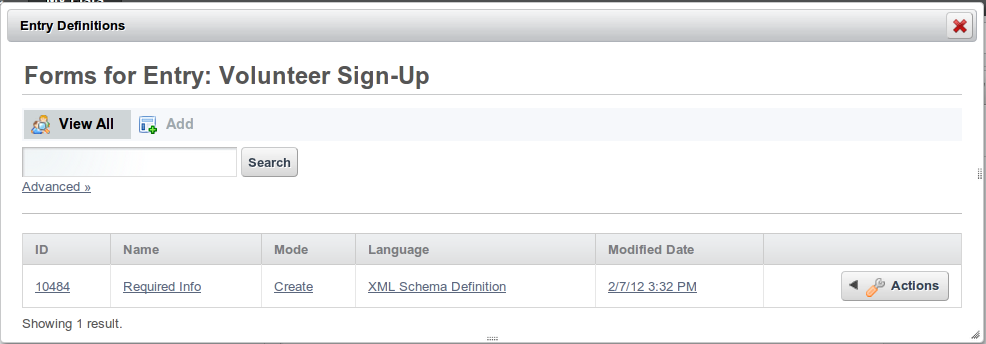 Entry Definitions
Forms for Entry: Volunteer Sign-Up
View All Add
Search
Advanced »
ID Name Mode Language Modified Date
10484 Required Info Create XML Schema Definition 2/7/12 3:32 PM Actions
Showing 1 result.